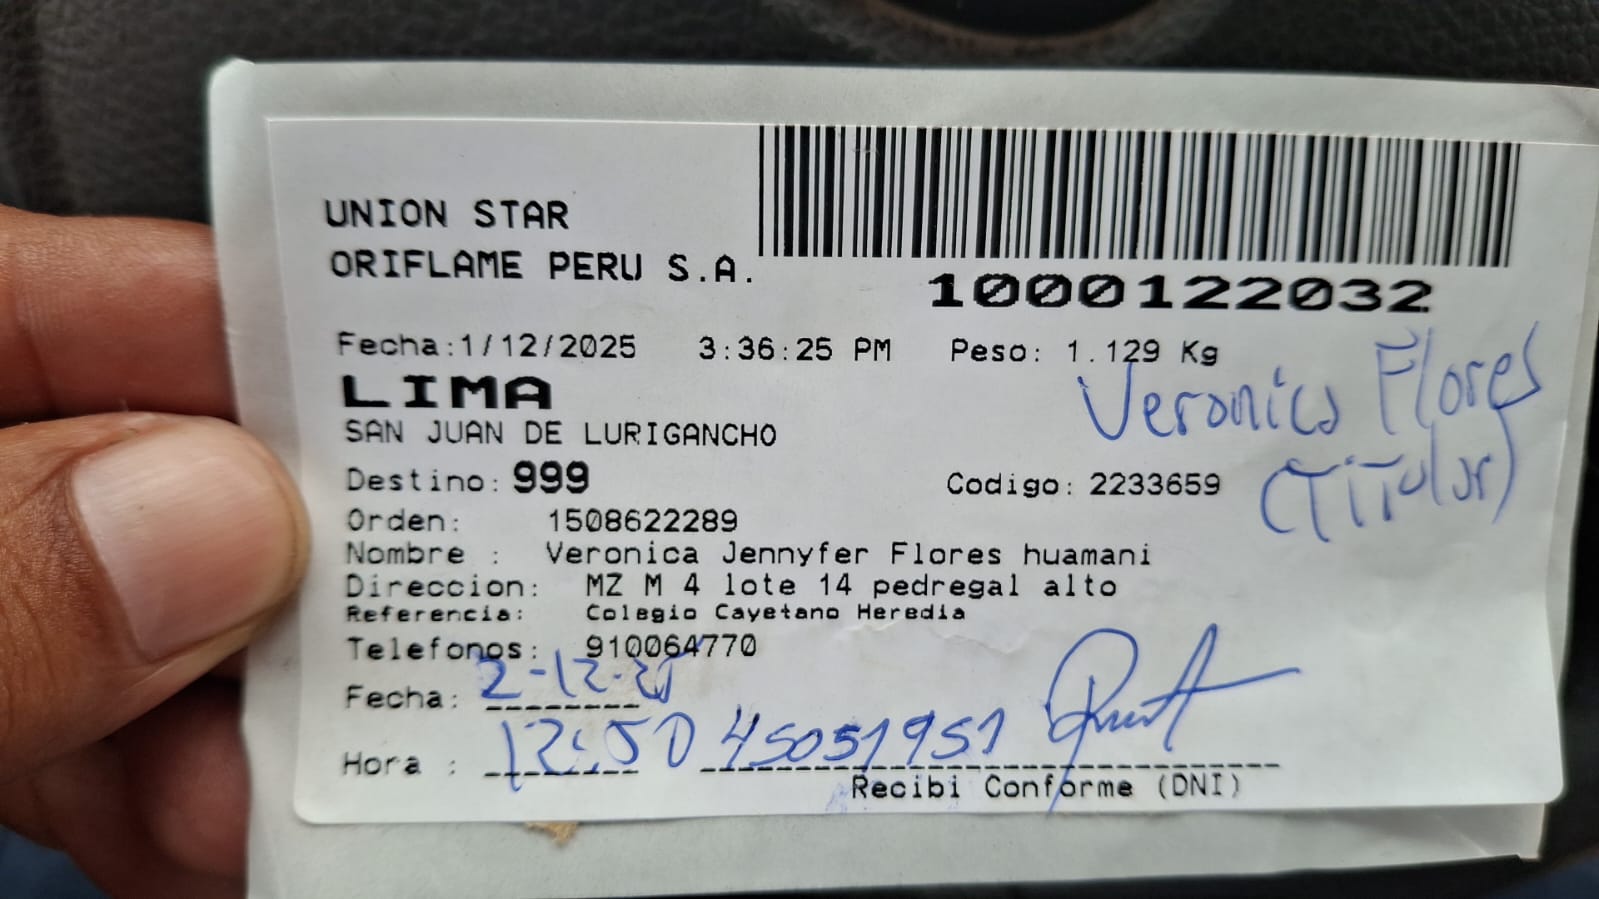 UNION STAR
ORIFLAME PERU S.A.
1000122032
Fecha:1/12/2025 3:36:25 PM Peso: 1.129 Kg
LIMA
Veronica Flores
SAN JUAN DE LURIGANCHO
(Titular)
Destino: 999 Codigo: 2233659
Orden: 1508622289
Nombre : Veronica Jennyfer Flores huamani
Direccion: MZ M 4 lote 14 pedregal alto
Referencia: Colegio Cayetano Heredia
Telefonos: 910064770
Fecha: 2-12-25
Hora : 12:50 45051951
Recibi Conforme (DNI)